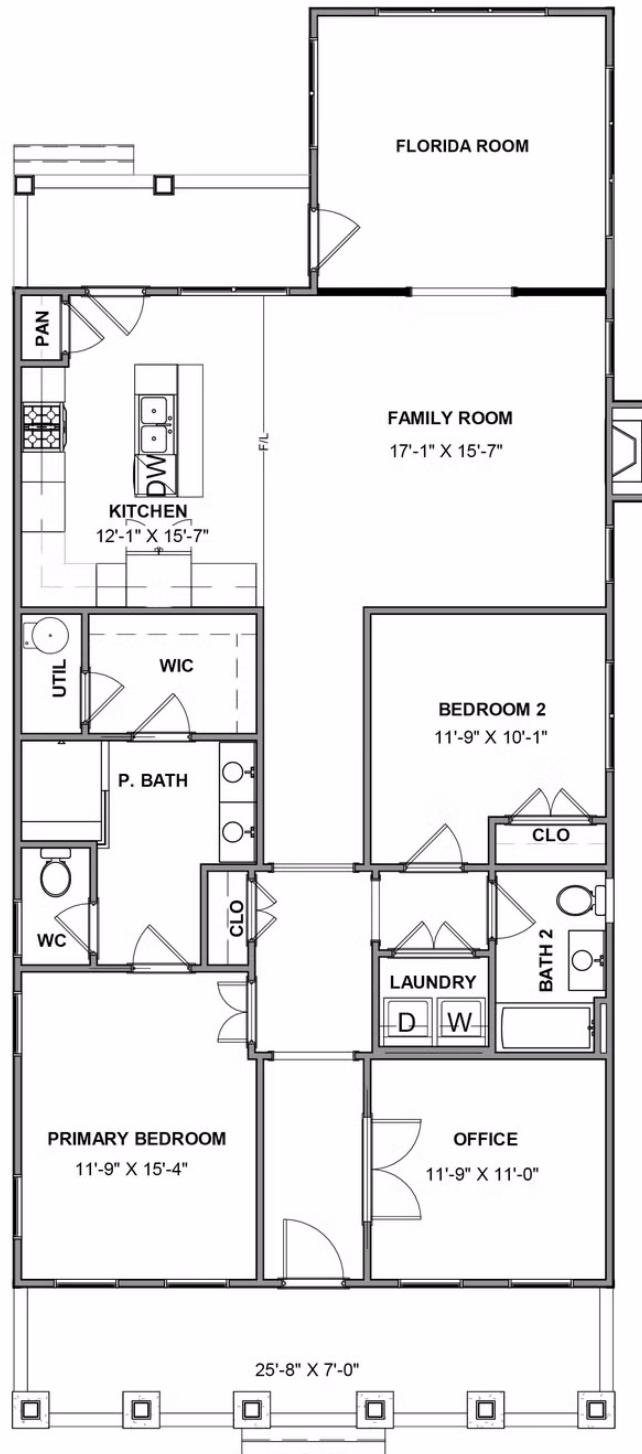 FLORIDA ROOM
PAN
FAMILY ROOM
17'-1" X 15'-7"
F/L
DW
KITCHEN
12'-1" X 15'-7"
UTIL
WIC
BEDROOM 2
11'-9" X 10'-1"
P. BATH
CLO
CLO
WC
BATH 2
LAUNDRY
D
W
PRIMARY BEDROOM
11'-9" X 15'-4"
OFFICE
11'-9" X 11'-0"
25'-8" X 7'-0"